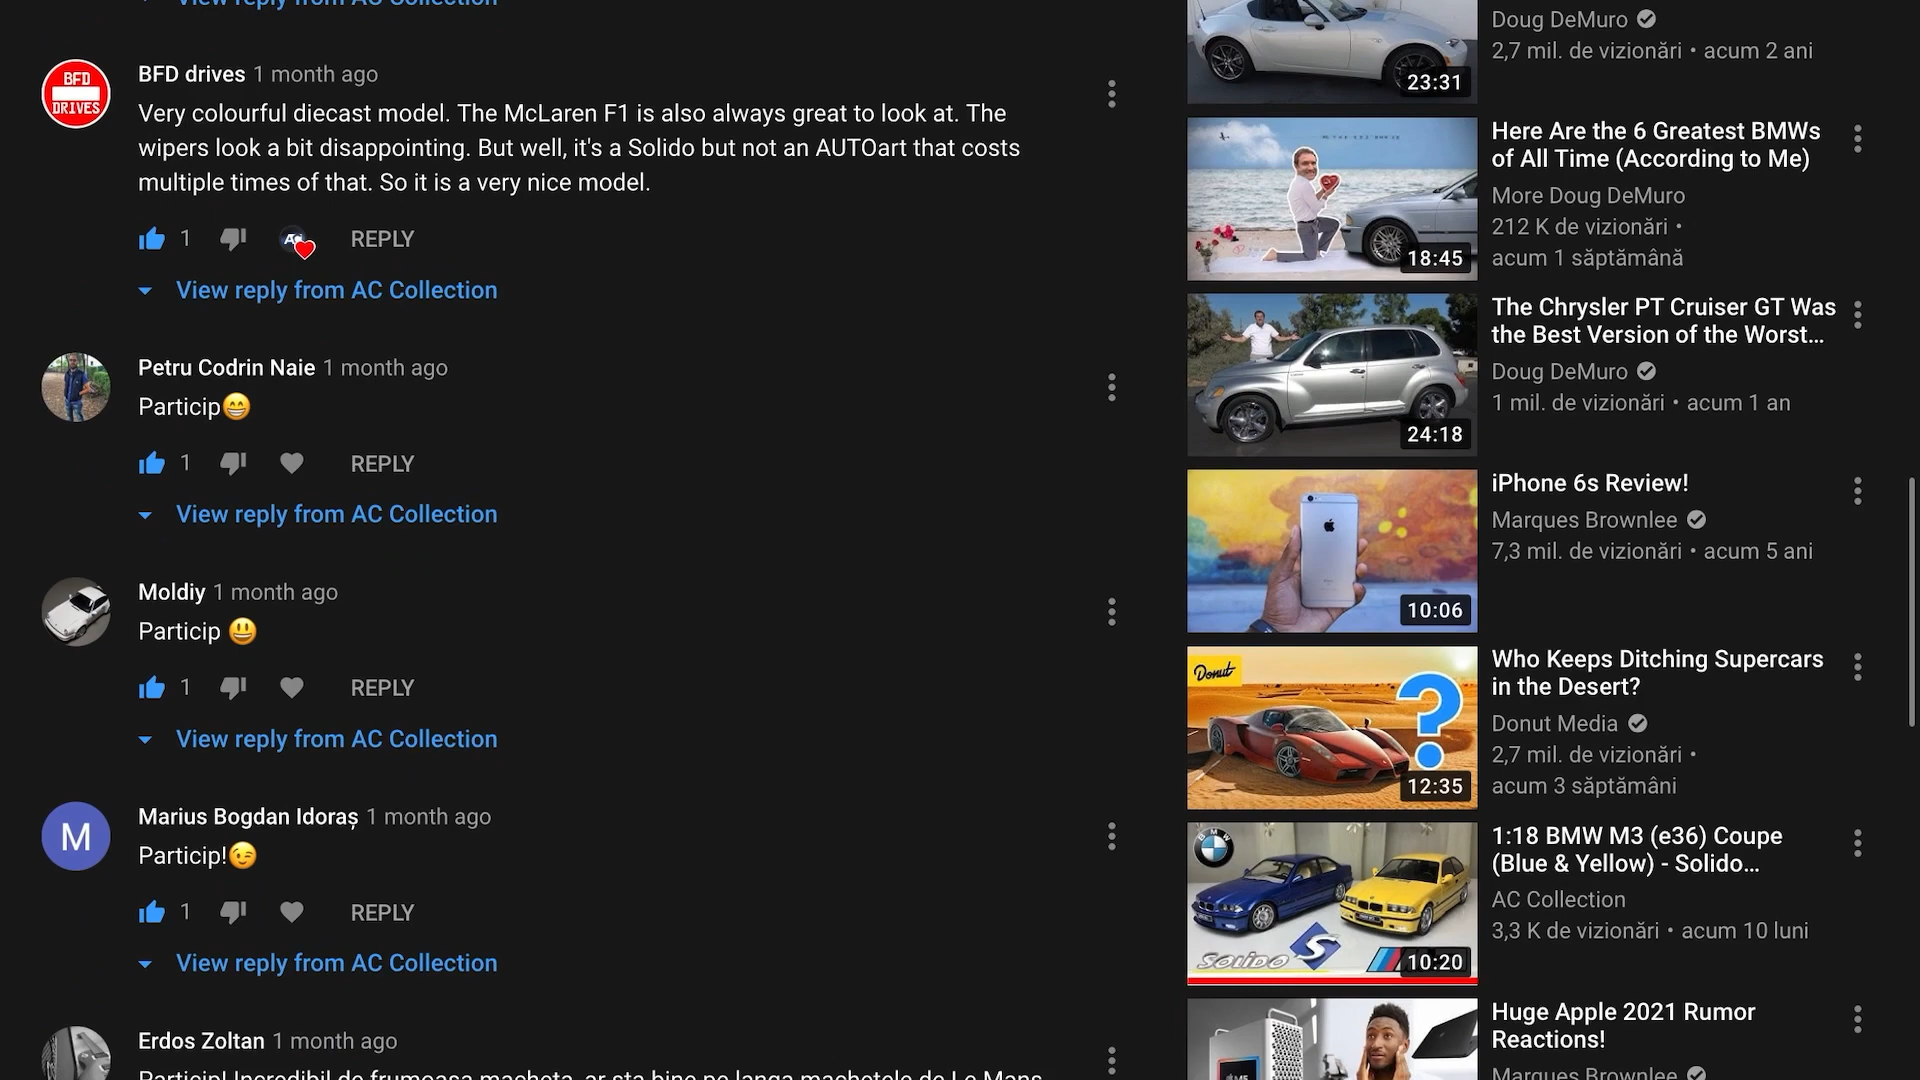 View reply from AC Collection
BFD
DRIVES
BFD drives 1 month ago
Very colourful diecast model. The McLaren F1 is also always great to look at. The
wipers look a bit disappointing. But well, it's a Solido but not an AUTOart that costs
multiple times of that. So it is a very nice model.
1
REPLY
View reply from AC Collection
Petru Codrin Naie 1 month ago
Particip😁
1
REPLY
View reply from AC Collection
Moldiy 1 month ago
Particip 😃
1
REPLY
View reply from AC Collection
M
Marius Bogdan Idoraș 1 month ago
Particip!😉
1
REPLY
View reply from AC Collection
Erdos Zoltan 1 month ago
Particip! Incredibil de frumoasa macheta, ar sta bine pe langa machetele de Le Mans
23:31
Doug DeMuro
2,7 mil. de vizionări • acum 2 ani
18:45
Here Are the 6 Greatest BMWs
of All Time (According to Me)
More Doug DeMuro
212 K de vizionări •
acum 1 săptămână
24:18
The Chrysler PT Cruiser GT Was
the Best Version of the Worst...
Doug DeMuro
1 mil. de vizionări • acum 1 an
10:06
iPhone 6s Review!
Marques Brownlee
7,3 mil. de vizionări • acum 5 ani
Donut
12:35
Who Keeps Ditching Supercars
in the Desert?
Donut Media
2,7 mil. de vizionări •
acum 3 săptămâni
BMW
SOLIDO
10:20
1:18 BMW M3 (e36) Coupe
(Blue & Yellow) - Solido...
AC Collection
3,3 K de vizionări • acum 10 luni
Huge Apple 2021 Rumor
Reactions!
Marques Brownlee